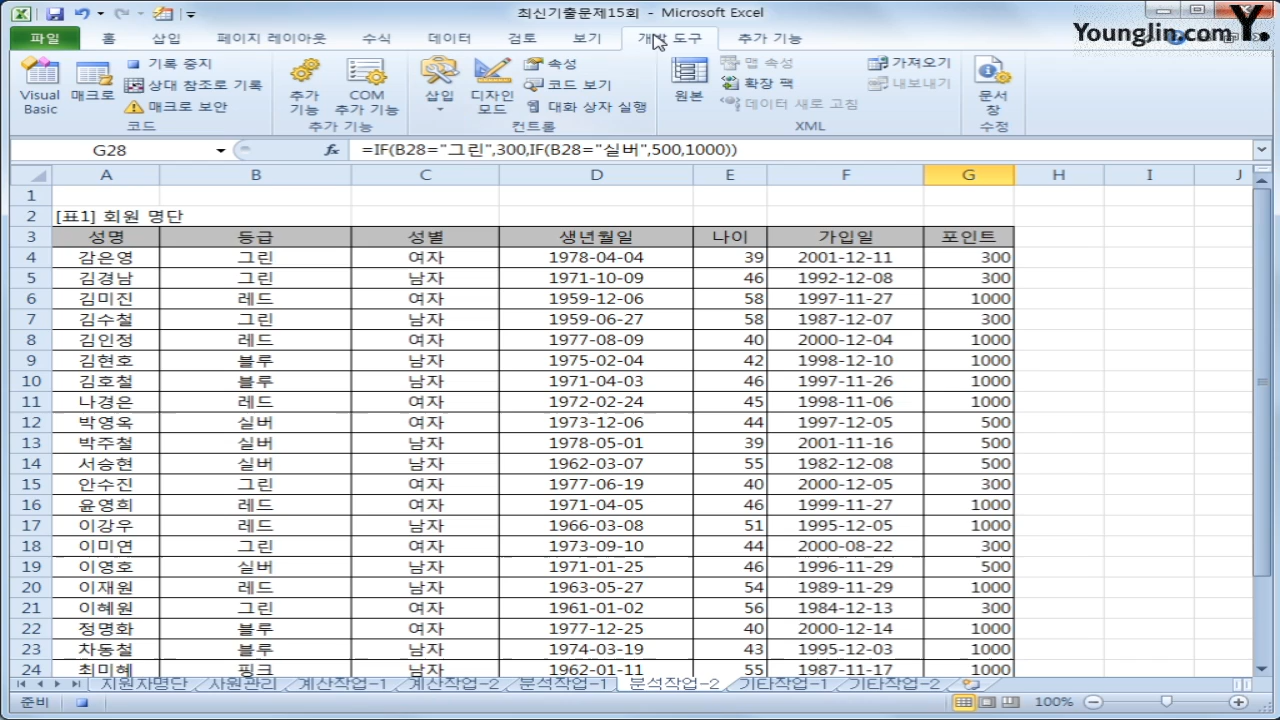 최신기출문제15회 - Microsoft Excel
YoungJin.com Y.
파일 홈 삽입 페이지 레이아웃 수식 데이터 검토 보기 개발 도구 추가 기능
Visual Basic 매크로 기록 중지 상대 참조로 기록 매크로 보안 코드
추가 기능 COM 추가 기능 추가 기능
삽입 디자인 모드 속성 코드 보기 대화 상자 실행 컨트롤
원본 맵 속성 확장 팩 데이터 새로 고침 가져오기 내보내기 XML
문서 창 수정
G28 fx =IF(B28="그린",300,IF(B28="실버",500,1000))
A B C D E F G H I J
1
2 [표1] 회원 명단
3 성명 등급 성별 생년월일 나이 가입일 포인트
4 감은영 그린 여자 1978-04-04 39 2001-12-11 300
5 김경남 그린 남자 1971-10-09 46 1992-12-08 300
6 김미진 레드 여자 1959-12-06 58 1997-11-27 1000
7 김수철 그린 남자 1959-06-27 58 1987-12-07 300
8 김인정 레드 여자 1977-08-09 40 2000-12-04 1000
9 김현호 블루 남자 1975-02-04 42 1998-12-10 1000
10 김호철 블루 남자 1971-04-03 46 1997-11-26 1000
11 나경은 레드 여자 1972-02-24 45 1998-11-06 1000
12 박영옥 실버 여자 1973-12-06 44 1997-12-05 500
13 박주철 실버 남자 1978-05-01 39 2001-11-16 500
14 서승현 실버 남자 1962-03-07 55 1982-12-08 500
15 안수진 그린 여자 1977-06-19 40 2000-12-05 300
16 윤영희 레드 여자 1971-04-05 46 1999-11-27 1000
17 이강우 레드 남자 1966-03-08 51 1995-12-05 1000
18 이미연 그린 여자 1973-09-10 44 2000-08-22 300
19 이영호 실버 남자 1971-01-25 46 1996-11-29 500
20 이재원 레드 남자 1963-05-27 54 1989-11-29 1000
21 이혜원 그린 여자 1961-01-02 56 1984-12-13 300
22 정명화 블루 여자 1977-12-25 40 2000-12-14 1000
23 차동철 블루 남자 1974-03-19 43 1995-12-03 1000
24 최미혜 핑크 남자 1962-01-11 55 1987-11-17 1000
지원자명단 사원관리 계산작업-1 계산작업-2 분석작업-1 분석작업-2 기타작업-1 기타작업-2
준비 100%